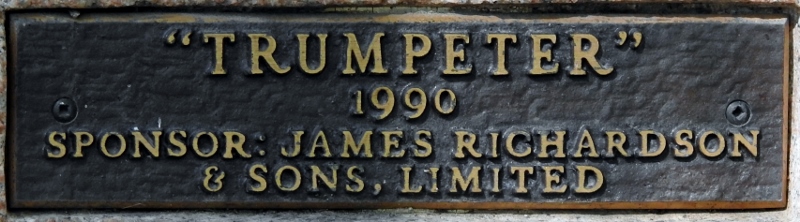 “TRUMPETER”
1990
SPONSOR: JAMES RICHARDSON
& SONS, LIMITED